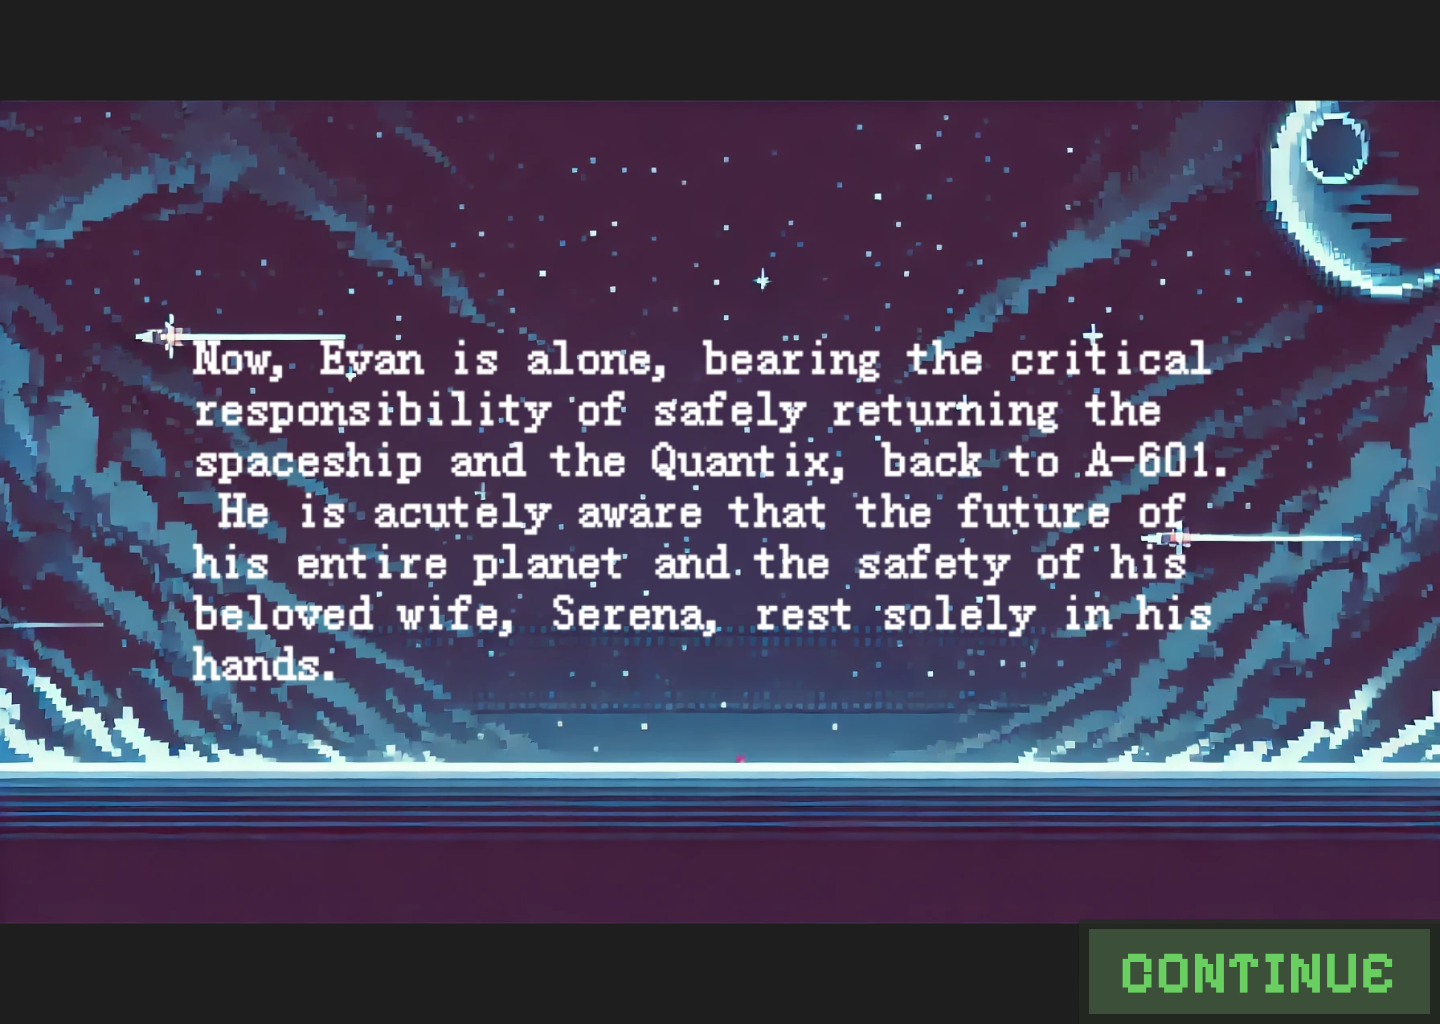 Now, Evan is alone, bearing the critical
responsibility of safely returning the
spaceship and the Quantix, back to A-601.
He is acutely aware that the future of
his entire planet and the safety of his
beloved wife, Serena, rest solely in his
hands.
CONTINUE